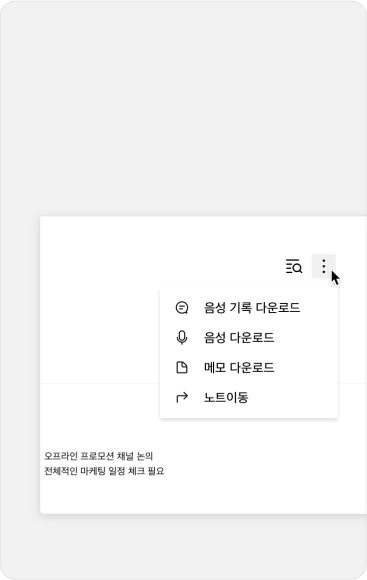 음성 기록 다운로드
음성 다운로드
메모 다운로드
노트이동
오프라인 프로모션 채널 논의
전체적인 마케팅 일정 체크 필요